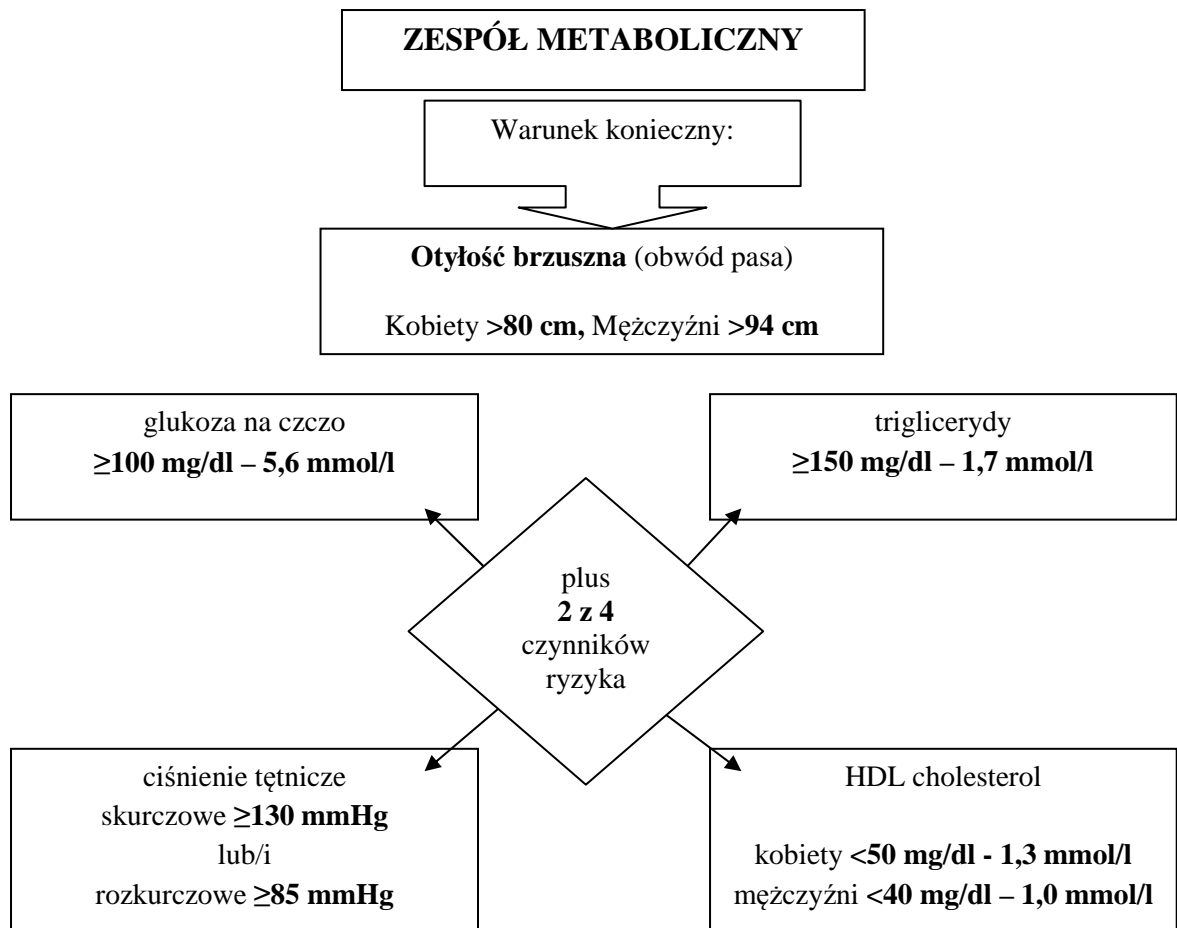 ZESPÓŁ METABOLICZNY
Warunek konieczny:
Otyłość brzuszna (obwód pasa)
Kobiety >80 cm, Mężczyźni >94 cm
glukoza na czczo
≥100 mg/dl – 5,6 mmol/l
triglicerydy
≥150 mg/dl – 1,7 mmol/l
plus
2 z 4
czynników
ryzyka
ciśnienie tętnicze
skurczowe ≥130 mmHg
lub/i
rozkurczowe ≥85 mmHg
HDL cholesterol
kobiety <50 mg/dl - 1,3 mmol/l
mężczyźni <40 mg/dl – 1,0 mmol/l